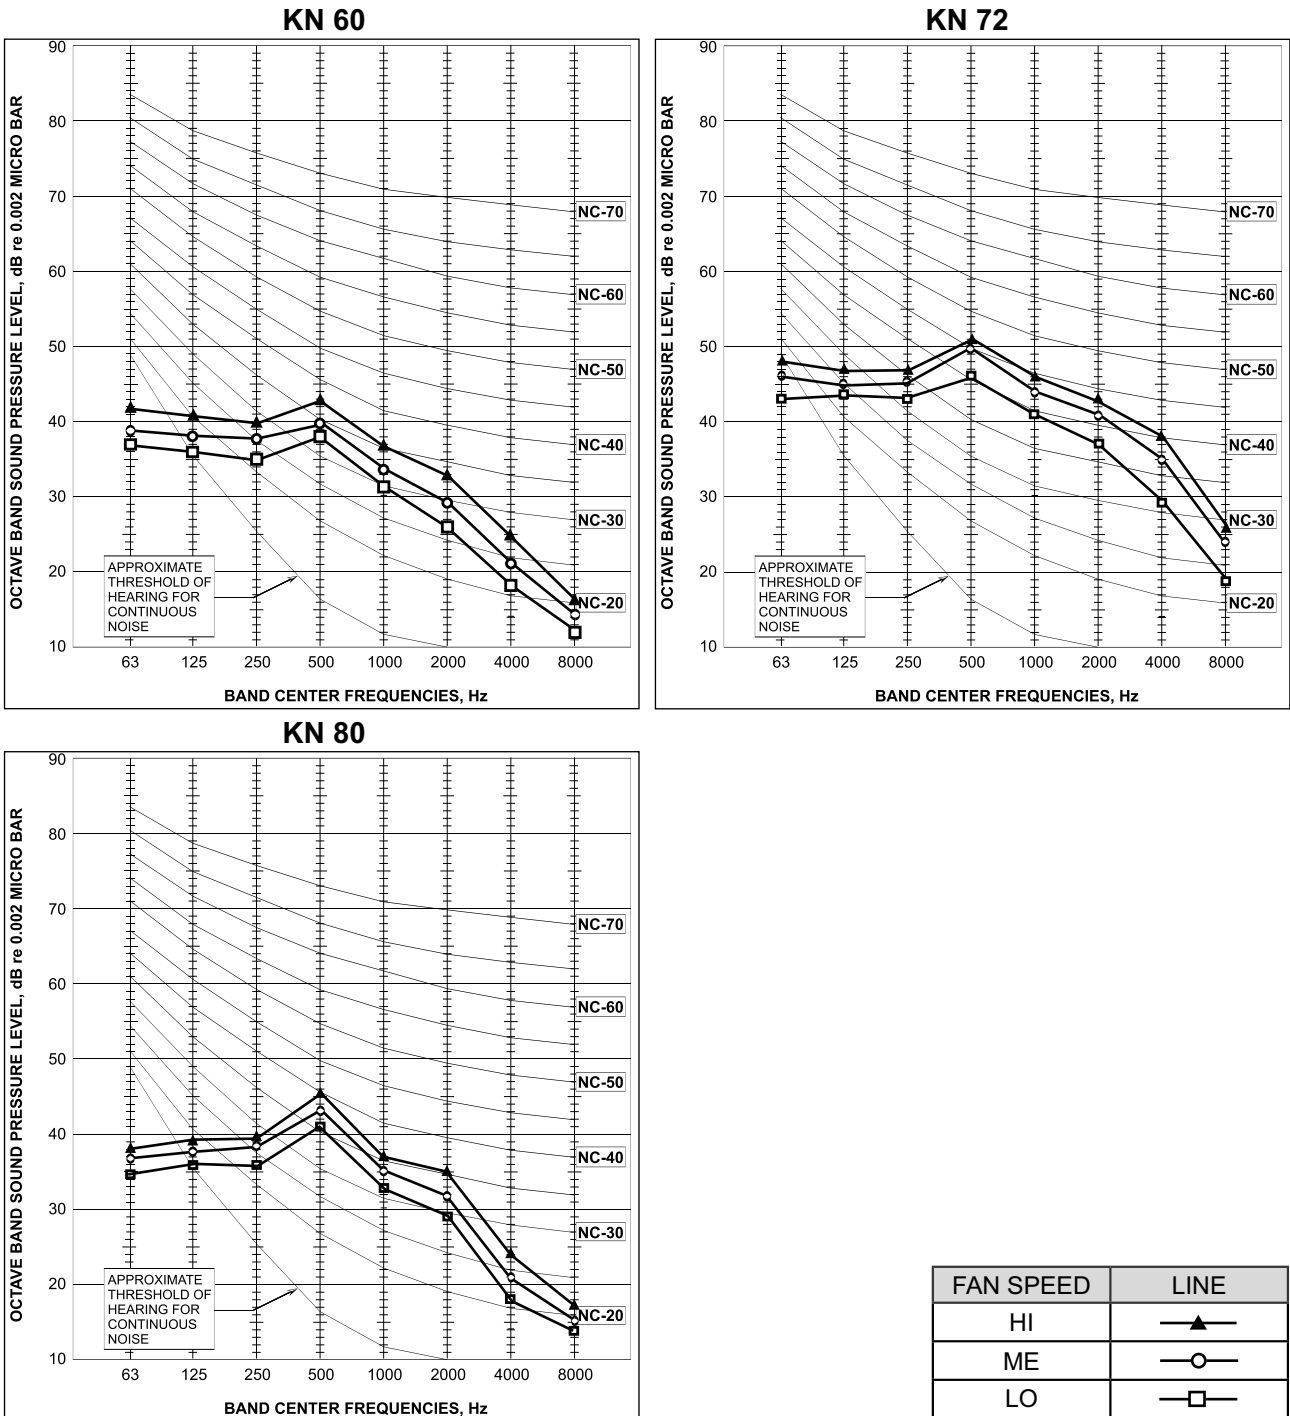 KN 60
OCTAVE BAND SOUND PRESSURE LEVEL, dB re 0.002 MICRO BAR
90
80
70
60
50
40
30
20
10
NC-70
NC-60
NC-50
NC-40
NC-30
NC-20
APPROXIMATE
THRESHOLD OF
HEARING FOR
CONTINUOUS
NOISE
63 125 250 500 1000 2000 4000 8000
BAND CENTER FREQUENCIES, Hz
KN 72
OCTAVE BAND SOUND PRESSURE LEVEL, dB re 0.002 MICRO BAR
90
80
70
60
50
40
30
20
10
NC-70
NC-60
NC-50
NC-40
NC-30
NC-20
APPROXIMATE
THRESHOLD OF
HEARING FOR
CONTINUOUS
NOISE
63 125 250 500 1000 2000 4000 8000
BAND CENTER FREQUENCIES, Hz
KN 80
OCTAVE BAND SOUND PRESSURE LEVEL, dB re 0.002 MICRO BAR
90
80
70
60
50
40
30
20
10
NC-70
NC-60
NC-50
NC-40
NC-30
NC-20
APPROXIMATE
THRESHOLD OF
HEARING FOR
CONTINUOUS
NOISE
63 125 250 500 1000 2000 4000 8000
BAND CENTER FREQUENCIES, Hz
FAN SPEED LINE
HI
ME
LO